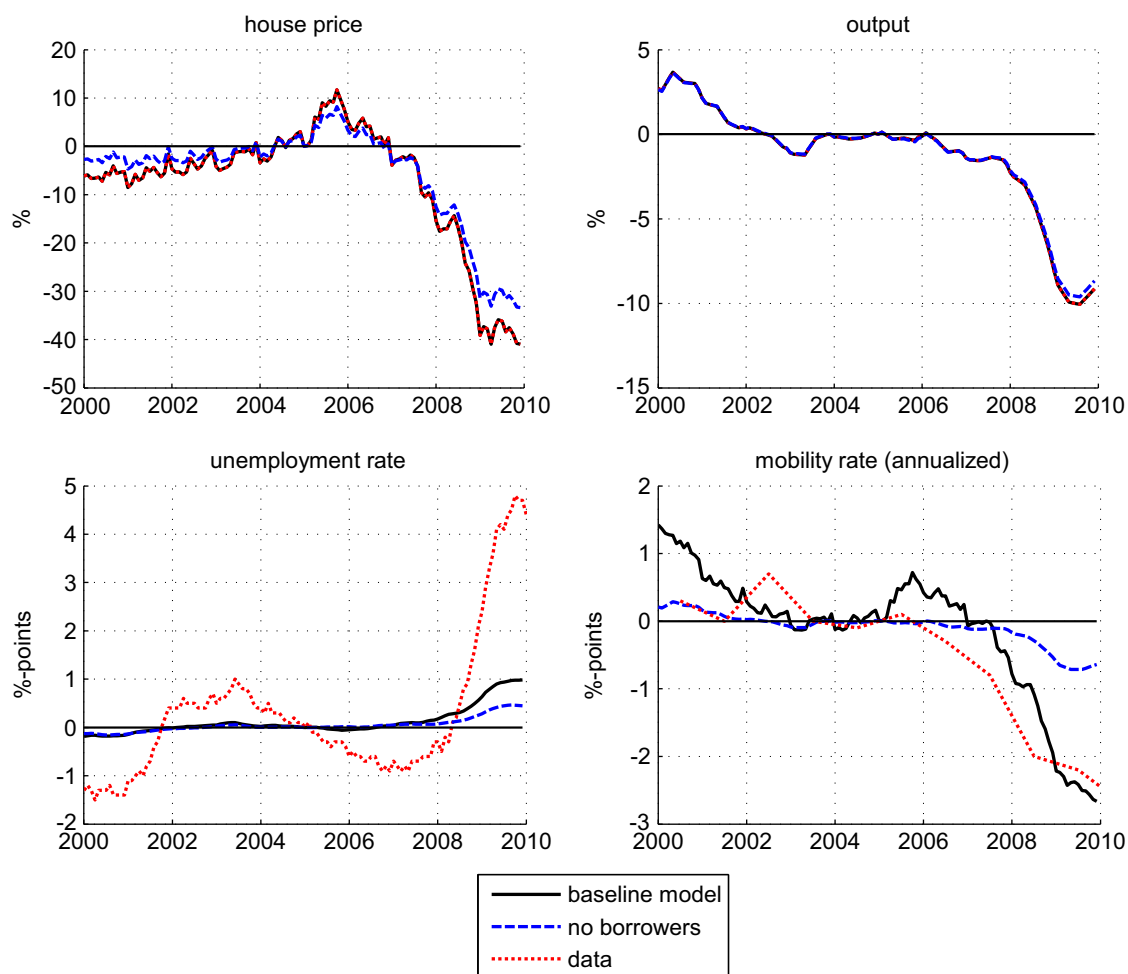 house price
20
10
0
-10
-20
-30
-40
-50
%
2000 2002 2004 2006 2008 2010
output
5
0
-5
-10
-15
%
2000 2002 2004 2006 2008 2010
unemployment rate
5
4
3
2
1
0
-1
-2
%-points
2000 2002 2004 2006 2008 2010
mobility rate (annualized)
2
1
0
-1
-2
-3
%-points
2000 2002 2004 2006 2008 2010
baseline model
no borrowers
data